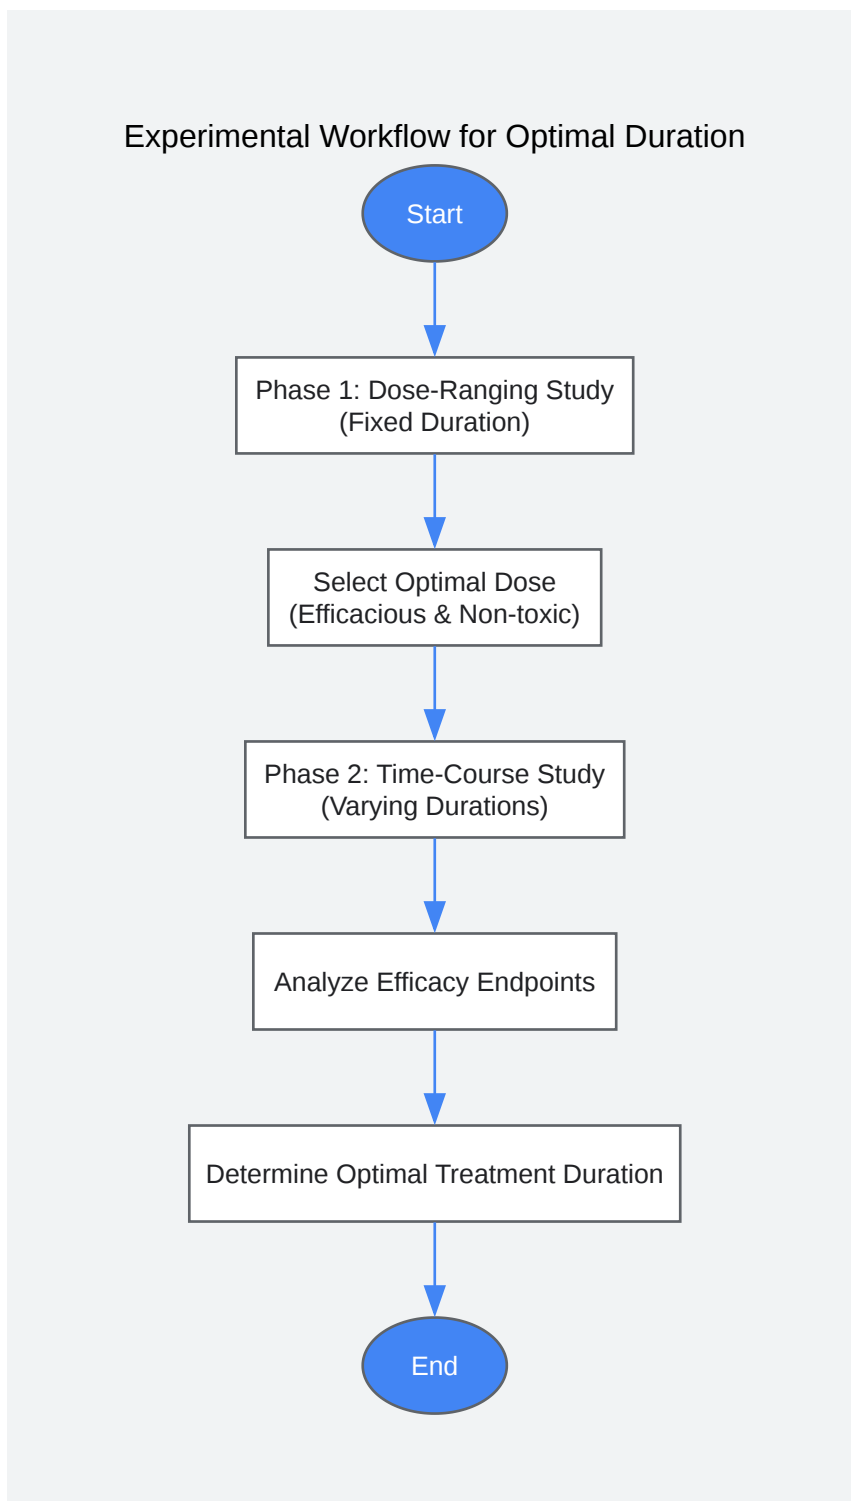 Experimental Workflow for Optimal Duration
Start
Phase 1: Dose-Ranging Study
(Fixed Duration)
Select Optimal Dose
(Efficacious & Non-toxic)
Phase 2: Time-Course Study
(Varying Durations)
Analyze Efficacy Endpoints
Determine Optimal Treatment Duration
End